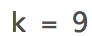 k = 9